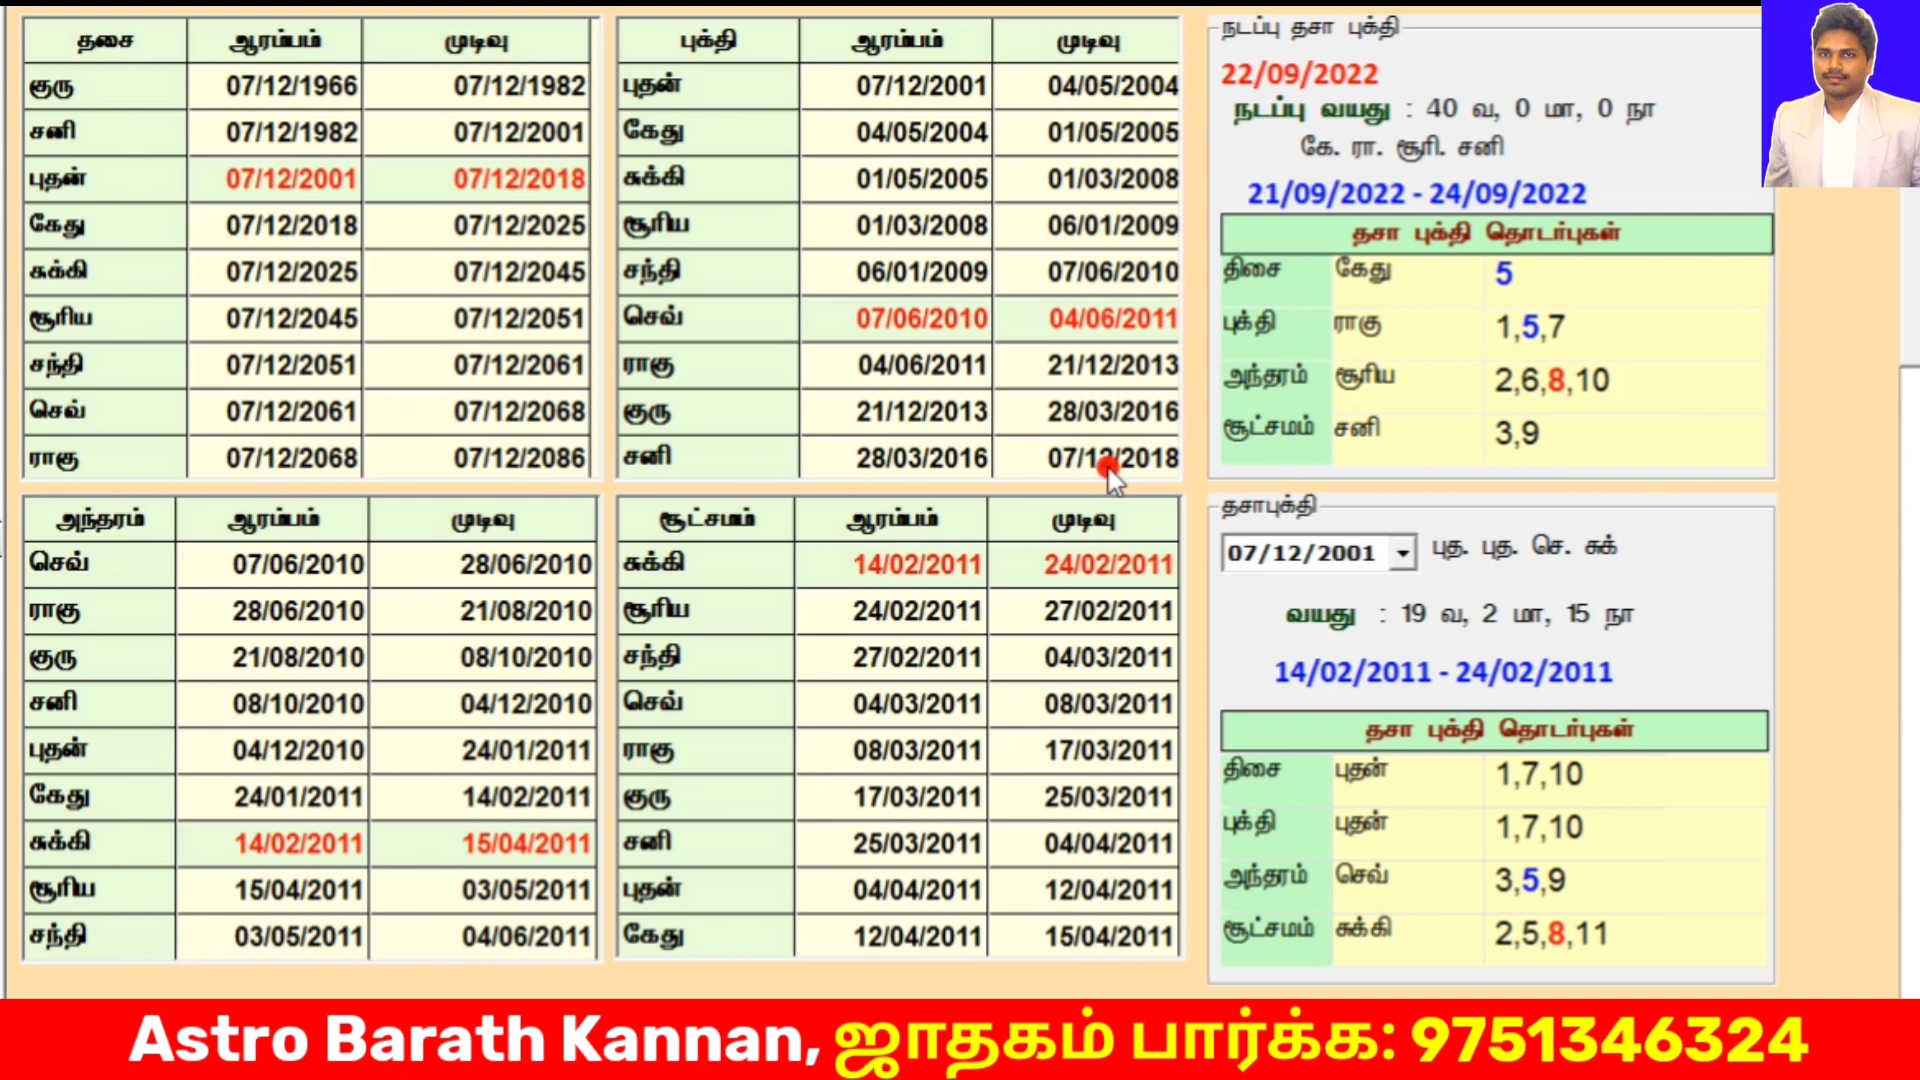 தசை ஆரம்பம் முடிவு
குரு 07/12/1966 07/12/1982
சனி 07/12/1982 07/12/2001
புதன் 07/12/2001 07/12/2018
கேது 07/12/2018 07/12/2025
சுக்கி 07/12/2025 07/12/2045
சூரிய 07/12/2045 07/12/2051
சந்தி 07/12/2051 07/12/2061
செவ் 07/12/2061 07/12/2068
ராகு 07/12/2068 07/12/2086
புக்தி ஆரம்பம் முடிவு
புதன் 07/12/2001 04/05/2004
கேது 04/05/2004 01/05/2005
சுக்கி 01/05/2005 01/03/2008
சூரிய 01/03/2008 06/01/2009
சந்தி 06/01/2009 07/06/2010
செவ் 07/06/2010 04/06/2011
ராகு 04/06/2011 21/12/2013
குரு 21/12/2013 28/03/2016
சனி 28/03/2016 07/12/2018
நடப்பு தசா புக்தி
22/09/2022
நடப்பு வயது : 40 வ, 0 மா, 0 நா
கே. ரா. சூரி. சனி
21/09/2022 - 24/09/2022
தசா புக்தி தொடர்புகள்
திசை கேது 5
புக்தி ராகு 1,5,7
அந்தரம் சூரிய 2,6,8,10
சூட்சமம் சனி 3,9
அந்தரம் ஆரம்பம் முடிவு
செவ் 07/06/2010 28/06/2010
ராகு 28/06/2010 21/08/2010
குரு 21/08/2010 08/10/2010
சனி 08/10/2010 04/12/2010
புதன் 04/12/2010 24/01/2011
கேது 24/01/2011 14/02/2011
சுக்கி 14/02/2011 15/04/2011
சூரிய 15/04/2011 03/05/2011
சந்தி 03/05/2011 04/06/2011
சூட்சமம் ஆரம்பம் முடிவு
சுக்கி 14/02/2011 24/02/2011
சூரிய 24/02/2011 27/02/2011
சந்தி 27/02/2011 04/03/2011
செவ் 04/03/2011 08/03/2011
ராகு 08/03/2011 17/03/2011
குரு 17/03/2011 25/03/2011
சனி 25/03/2011 04/04/2011
புதன் 04/04/2011 12/04/2011
கேது 12/04/2011 15/04/2011
தசாபுக்தி
07/12/2001 புத. புத. செ. சுக்
வயது : 19 வ, 2 மா, 15 நா
14/02/2011 - 24/02/2011
தசா புக்தி தொடர்புகள்
திசை புதன் 1,7,10
புக்தி புதன் 1,7,10
அந்தரம் செவ் 3,5,9
சூட்சமம் சுக்கி 2,5,8,11
Astro Barath Kannan, ஜாதகம் பார்க்க: 9751346324